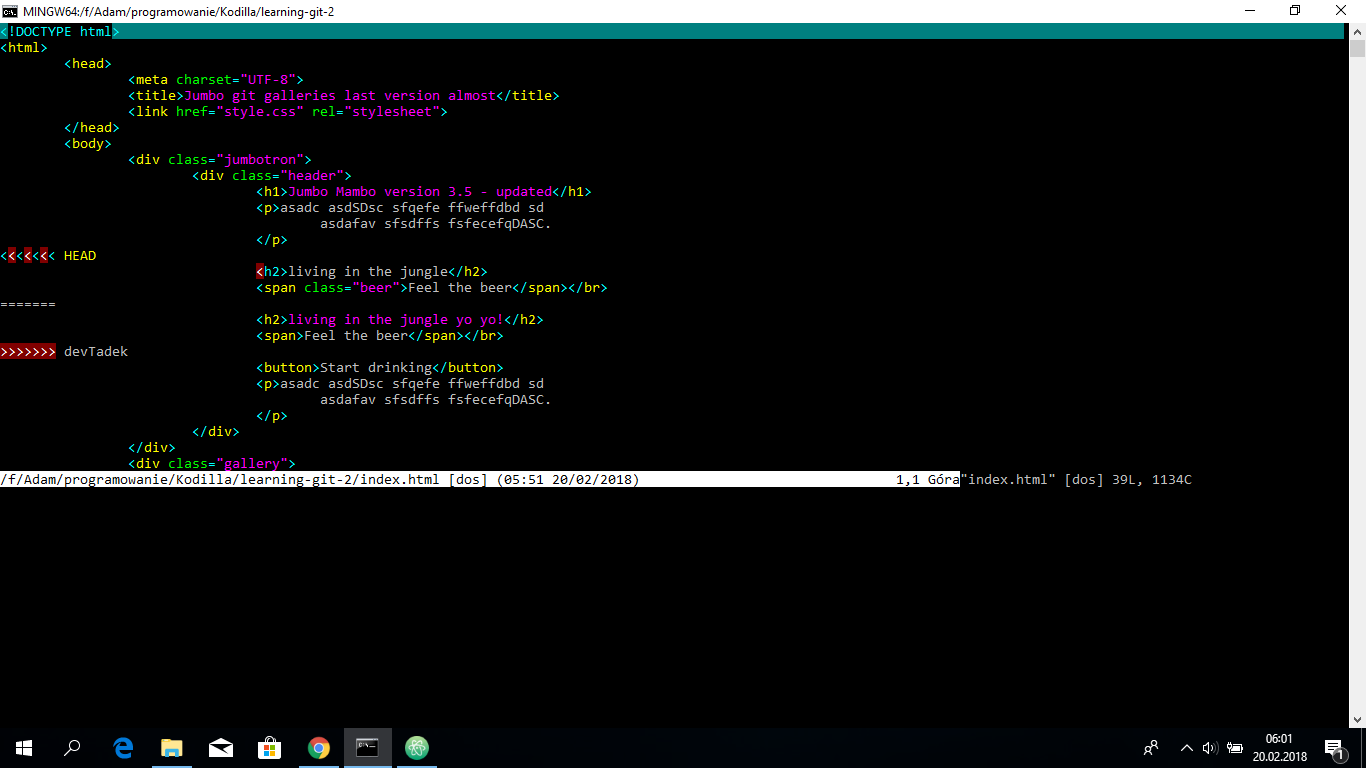 MINGW64:/f/Adam/programowanie/Kodilla/learning-git-2
<!DOCTYPE html>
<html>
<head>
<meta charset="UTF-8">
<title>Jumbo git galleries last version almost</title>
<link href="style.css" rel="stylesheet">
</head>
<body>
<div class="jumbotron">
<div class="header">
<h1>Jumbo Mambo version 3.5 - updated</h1>
<p>asadc asdSDsc sfqefe ffweffdbd sd
asdafav sfsdffs fsfecefqDASC.
</p>
<<<<<<< HEAD
<h2>living in the jungle</h2>
<span class="beer">Feel the beer</span></br>
=======
<h2>living in the jungle yo yo!</h2>
<span>Feel the beer</span></br>
>>>>>>> devTadek
<button>Start drinking</button>
<p>asadc asdSDsc sfqefe ffweffdbd sd
asdafav sfsdffs fsfecefqDASC.
</p>
</div>
</div>
<div class="gallery">
/f/Adam/programowanie/Kodilla/learning-git-2/index.html [dos] (05:51 20/02/2018) 1,1 Góra"index.html" [dos] 39L, 1134C
06:01
20.02.2018
1